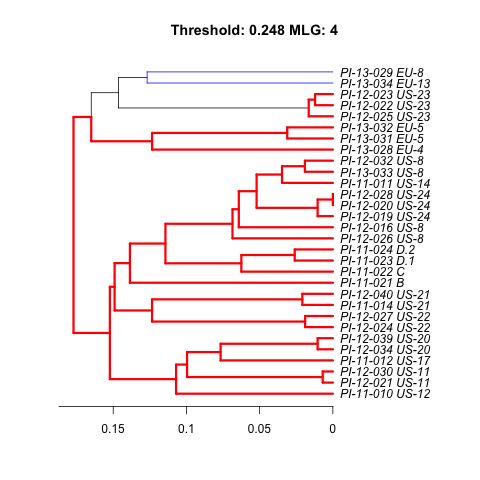 Threshold: 0.248 MLG: 4
PI-13-029 EU-8
PI-13-034 EU-13
PI-12-023 US-23
PI-12-022 US-23
PI-12-025 US-23
PI-13-032 EU-5
PI-13-031 EU-5
PI-13-028 EU-4
PI-12-032 US-8
PI-13-033 US-8
PI-11-011 US-14
PI-12-028 US-24
PI-12-020 US-24
PI-12-019 US-24
PI-12-016 US-8
PI-12-026 US-8
PI-11-024 D.2
PI-11-023 D.1
PI-11-022 C
PI-11-021 B
PI-12-040 US-21
PI-11-014 US-21
PI-12-027 US-22
PI-12-024 US-22
PI-12-039 US-20
PI-12-034 US-20
PI-11-012 US-17
PI-12-030 US-11
PI-12-021 US-11
PI-11-010 US-12
0.15 0.1 0.05 0